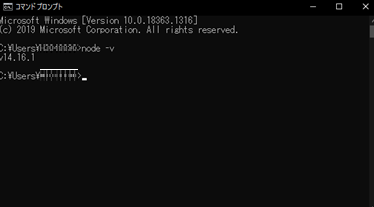 コマンド プロンプト
Microsoft Windows [Version 10.0.18363.1316]
(c) 2019 Microsoft Corporation. All rights reserved.
C:¥Users¥>node -v
v14.16.1
C:¥Users¥>